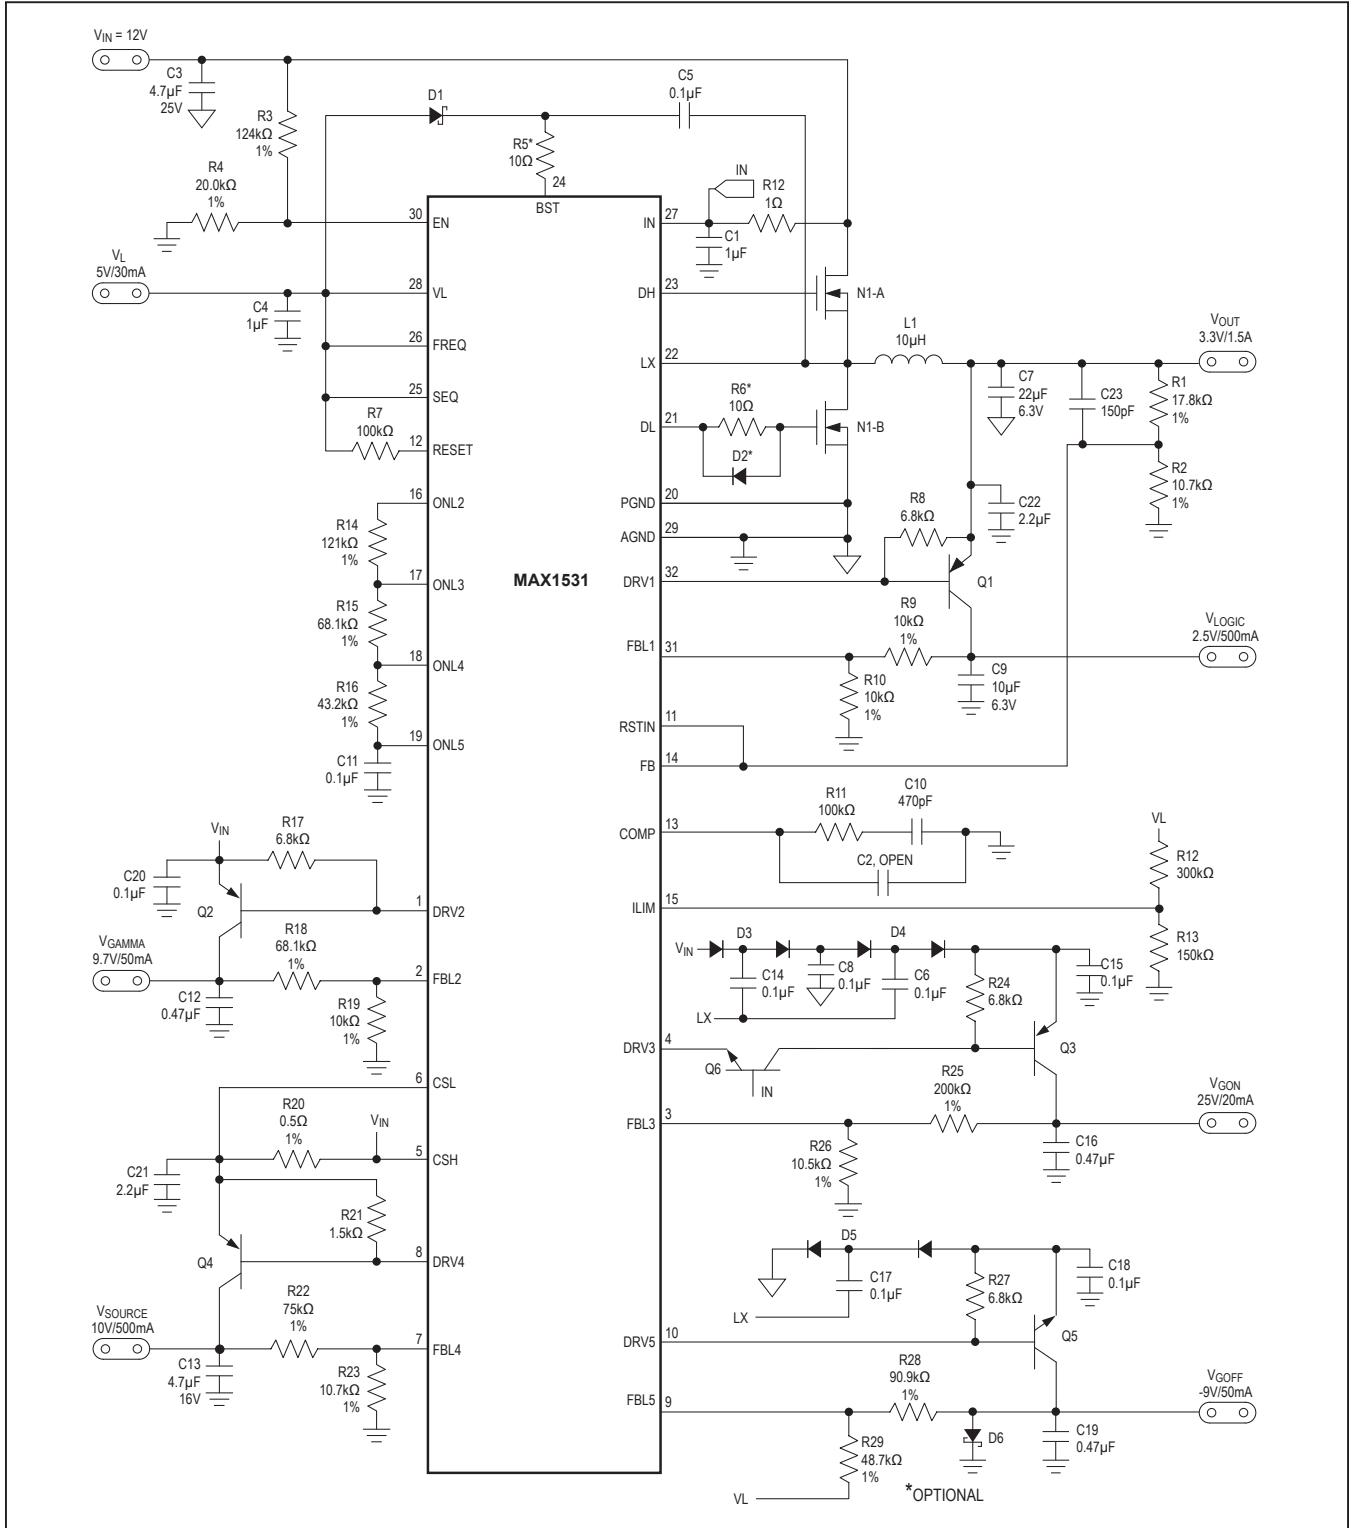 VIN = 12V
C3
4.7µF
25V
R3
124kΩ
1%
R4
20.0kΩ
1%
D1
C5
0.1µF
R5*
10Ω
24
BST
30
EN
VL
5V/30mA
28
VL
C4
1µF
26
FREQ
25
SEQ
R7
100kΩ
12
RESET
16
ONL2
R14
121kΩ
1%
17
ONL3
R15
68.1kΩ
1%
18
ONL4
R16
43.2kΩ
1%
19
ONL5
C11
0.1µF
MAX1531
IN
R12
1Ω
IN
27
C1
1µF
DH
23
N1-A
L1
10µH
VOUT
3.3V/1.5A
LX
22
C7
22µF
6.3V
C23
150pF
R1
17.8kΩ
1%
R6*
10Ω
DL
21
N1-B
D2*
R2
10.7kΩ
1%
PGND
20
R8
6.8kΩ
C22
2.2µF
AGND
29
DRV1
32
Q1
R9
10kΩ
1%
VLOGIC
2.5V/500mA
FBL1
31
R10
10kΩ
1%
C9
10µF
6.3V
RSTIN
11
FB
14
R11
100kΩ
C10
470pF
COMP
13
C2, OPEN
VL
R12
300kΩ
ILIM
15
R13
150kΩ
VIN
R17
6.8kΩ
C20
0.1µF
Q2
1
DRV2
VGAMMA
9.7V/50mA
R18
68.1kΩ
1%
2
FBL2
C12
0.47µF
R19
10kΩ
1%
VIN
D3
D4
C14
0.1µF
C8
0.1µF
C6
0.1µF
R24
6.8kΩ
C15
0.1µF
LX
DRV3
4
Q6
IN
Q3
R25
200kΩ
1%
VGON
25V/20mA
FBL3
3
R26
10.5kΩ
1%
C16
0.47µF
6
CSL
R20
0.5Ω
1%
VIN
5
CSH
C21
2.2µF
R21
1.5kΩ
Q4
8
DRV4
VSOURCE
10V/500mA
R22
75kΩ
1%
7
FBL4
C13
4.7µF
16V
R23
10.7kΩ
1%
D5
C17
0.1µF
R27
6.8kΩ
C18
0.1µF
LX
DRV5
10
Q5
R28
90.9kΩ
1%
VGOFF
-9V/50mA
FBL5
9
R29
48.7kΩ
1%
D6
C19
0.47µF
VL
*OPTIONAL